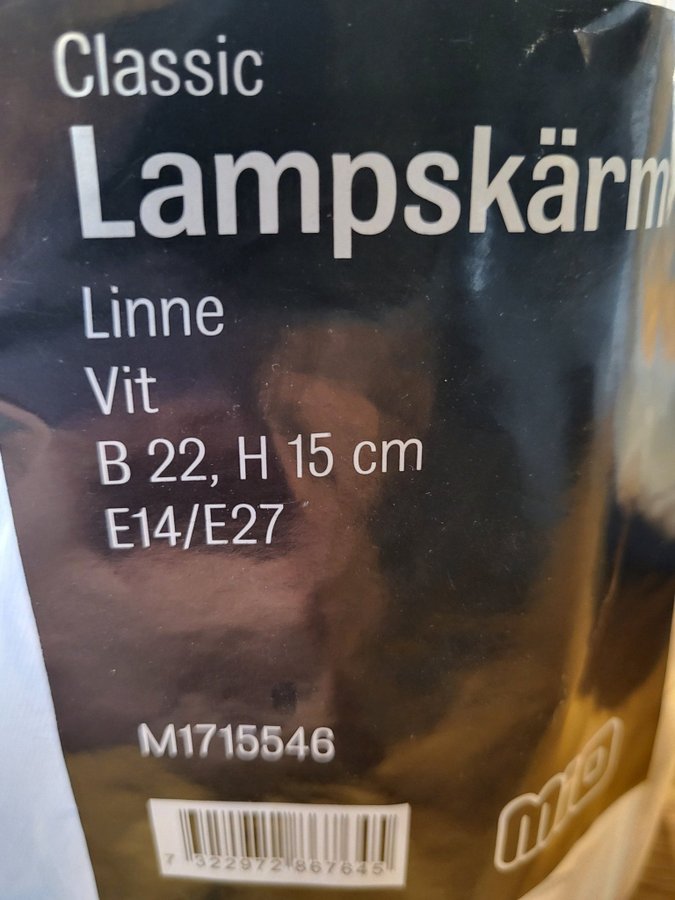 Classic
Lampskärm
Linne
Vit
B 22, H 15 cm
E14/E27
M1715546
mio
7 322972 867645